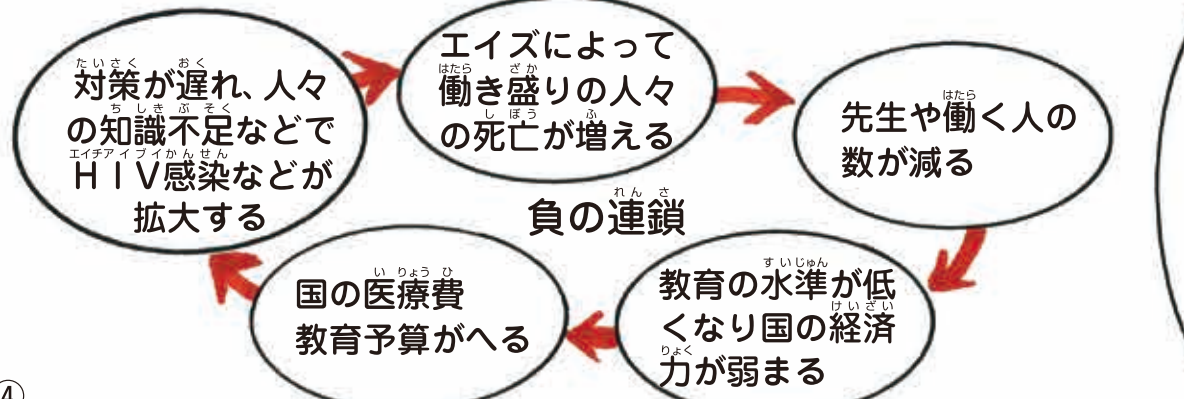 対策が遅れ、人々
の知識不足などで
ＨＩＶ感染などが
拡大する
エイズによって
働き盛りの人々
の死亡が増える
先生や働く人の
数が減る
教育の水準が低
くなり国の経済
力が弱まる
国の医療費
教育予算がへる
負の連鎖
④